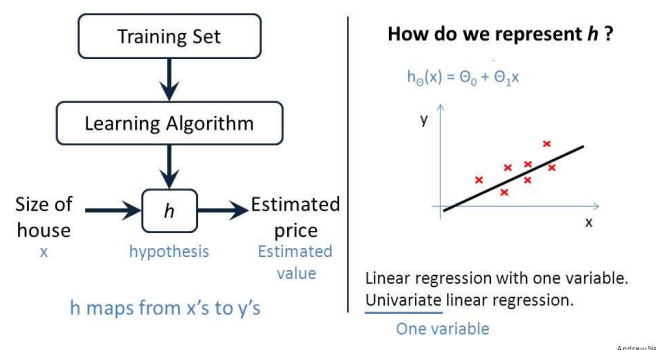 Training Set
Learning Algorithm
Size of
house
x
h
hypothesis
Estimated
price
Estimated
value
h maps from x's to y's
How do we represent h ?
hΘ(x) = Θ0 + Θ1x
y
x
Linear regression with one variable.
Univariate linear regression.
One variable